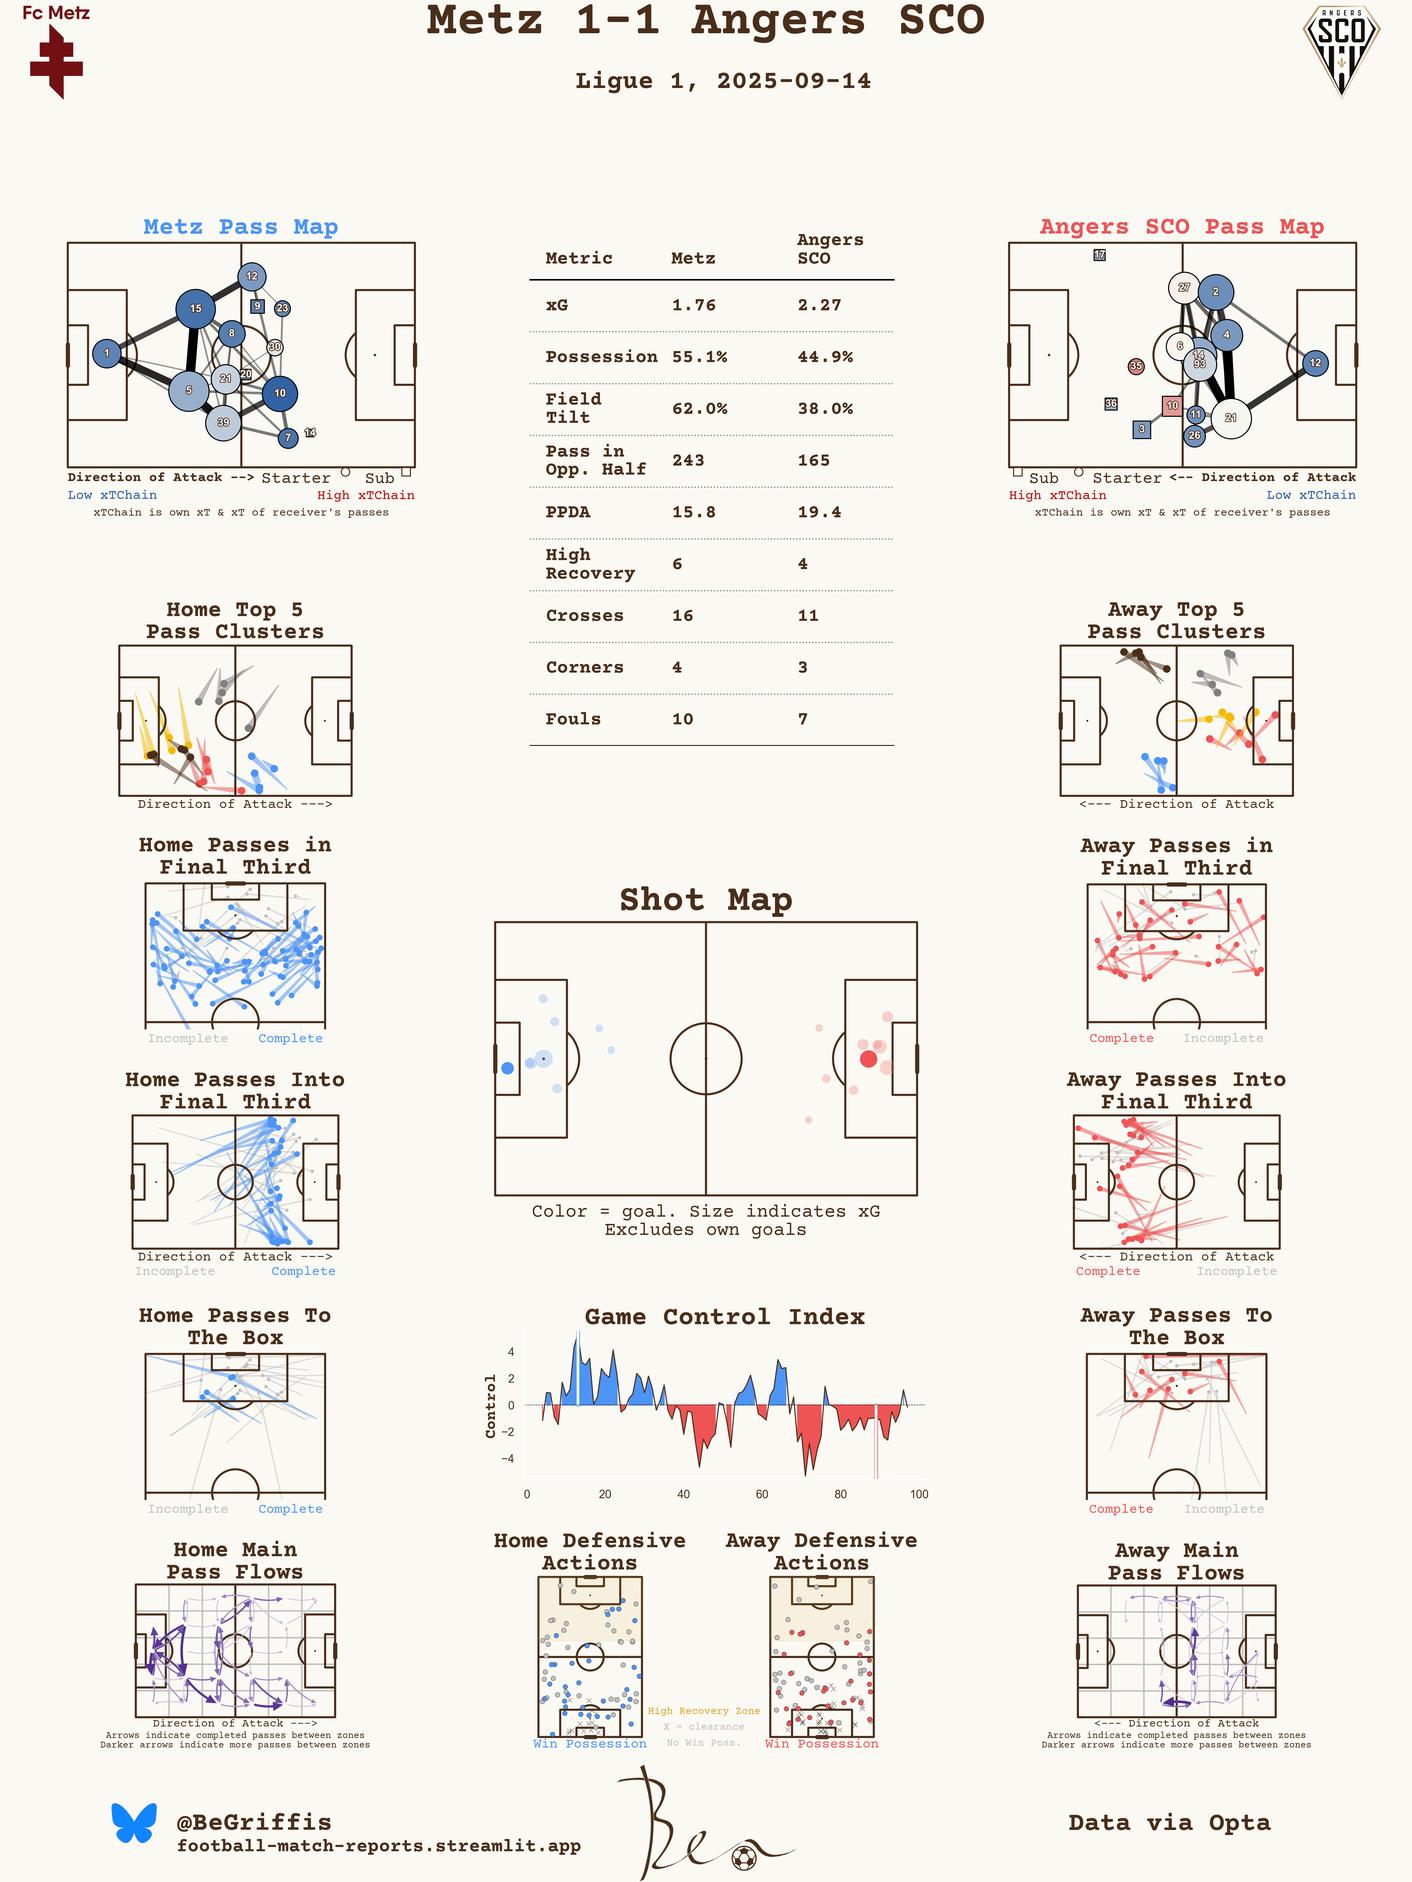 Fc Metz
Metz 1-1 Angers SCO
ANGERS
SCO
Ligue 1, 2025-09-14
Metz Pass Map
12
15
9
23
8
30
1
20
21
5
10
39
7
14
Direction of Attack --> Starter Sub
Low xTChain High xTChain
xTChain is own xT & xT of receiver's passes
Metric Metz Angers SCO
xG 1.76 2.27
Possession 55.1% 44.9%
Field Tilt 62.0% 38.0%
Pass in Opp. Half 243 165
PPDA 15.8 19.4
High Recovery 6 4
Crosses 16 11
Corners 4 3
Fouls 10 7
Angers SCO Pass Map
17
27
2
4
6
14
93
12
35
36
10
11
21
3
26
Sub Starter <-- Direction of Attack
High xTChain Low xTChain
xTChain is own xT & xT of receiver's passes
Home Top 5
Pass Clusters
Direction of Attack --->
Away Top 5
Pass Clusters
<--- Direction of Attack
Home Passes in
Final Third
Incomplete Complete
Away Passes in
Final Third
Complete Incomplete
Shot Map
Color = goal. Size indicates xG
Excludes own goals
Home Passes Into
Final Third
Direction of Attack --->
Incomplete Complete
Away Passes Into
Final Third
<--- Direction of Attack
Complete Incomplete
Home Passes To
The Box
Incomplete Complete
Game Control Index
Control
4
2
0
−2
−4
0 20 40 60 80 100
Away Passes To
The Box
Complete Incomplete
Home Main
Pass Flows
Direction of Attack --->
Arrows indicate completed passes between zones
Darker arrows indicate more passes between zones
Home Defensive
Actions
Win Possession
Away Defensive
Actions
Win Possession
High Recovery Zone
X = clearance
No Win Poss.
Away Main
Pass Flows
<--- Direction of Attack
Arrows indicate completed passes between zones
Darker arrows indicate more passes between zones
@BeGriffis
football-match-reports.streamlit.app
Ben
Data via Opta